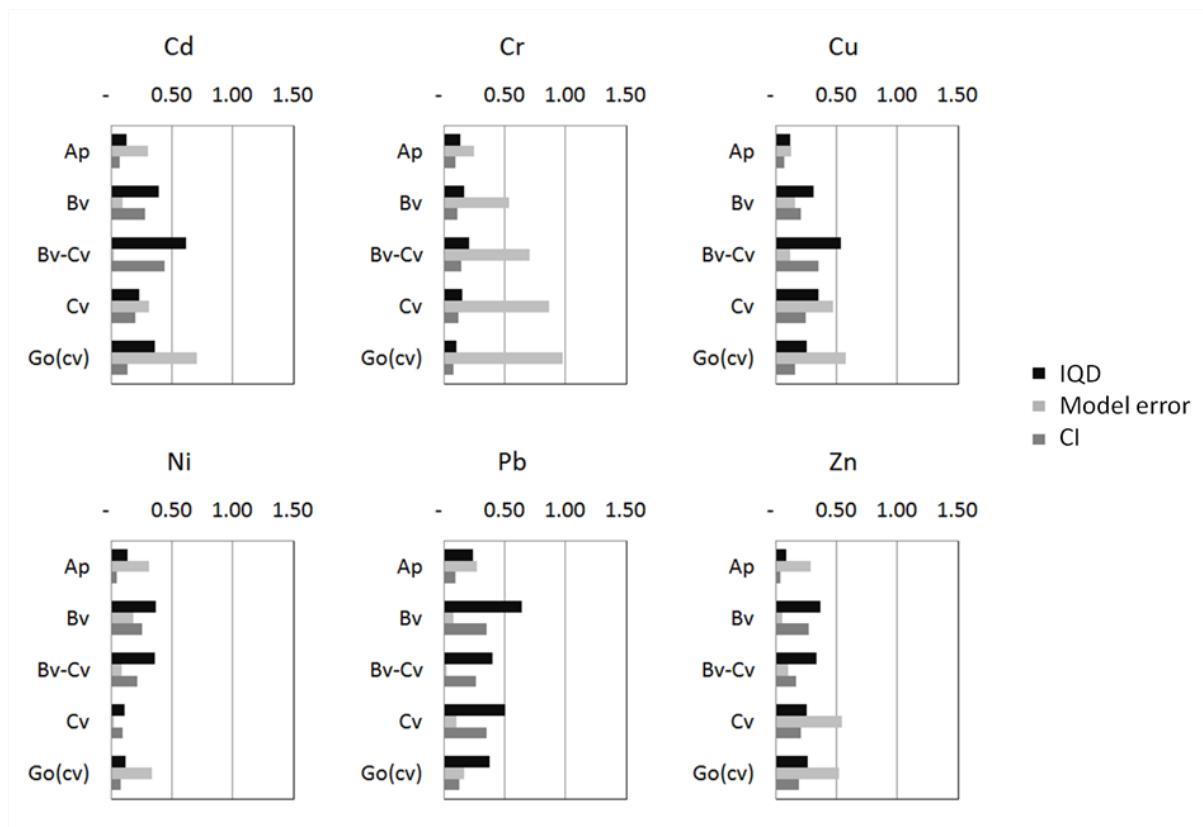 Cd Cr Cu
- 0.50 1.00 1.50 - 0.50 1.00 1.50 - 0.50 1.00 1.50
Ap Ap Ap
Bv Bv Bv
Bv-Cv Bv-Cv Bv-Cv
Cv Cv Cv
Go(cv) Go(cv) Go(cv)
IQD
Model error
CI
Ni Pb Zn
- 0.50 1.00 1.50 - 0.50 1.00 1.50 - 0.50 1.00 1.50
Ap Ap Ap
Bv Bv Bv
Bv-Cv Bv-Cv Bv-Cv
Cv Cv Cv
Go(cv) Go(cv) Go(cv)